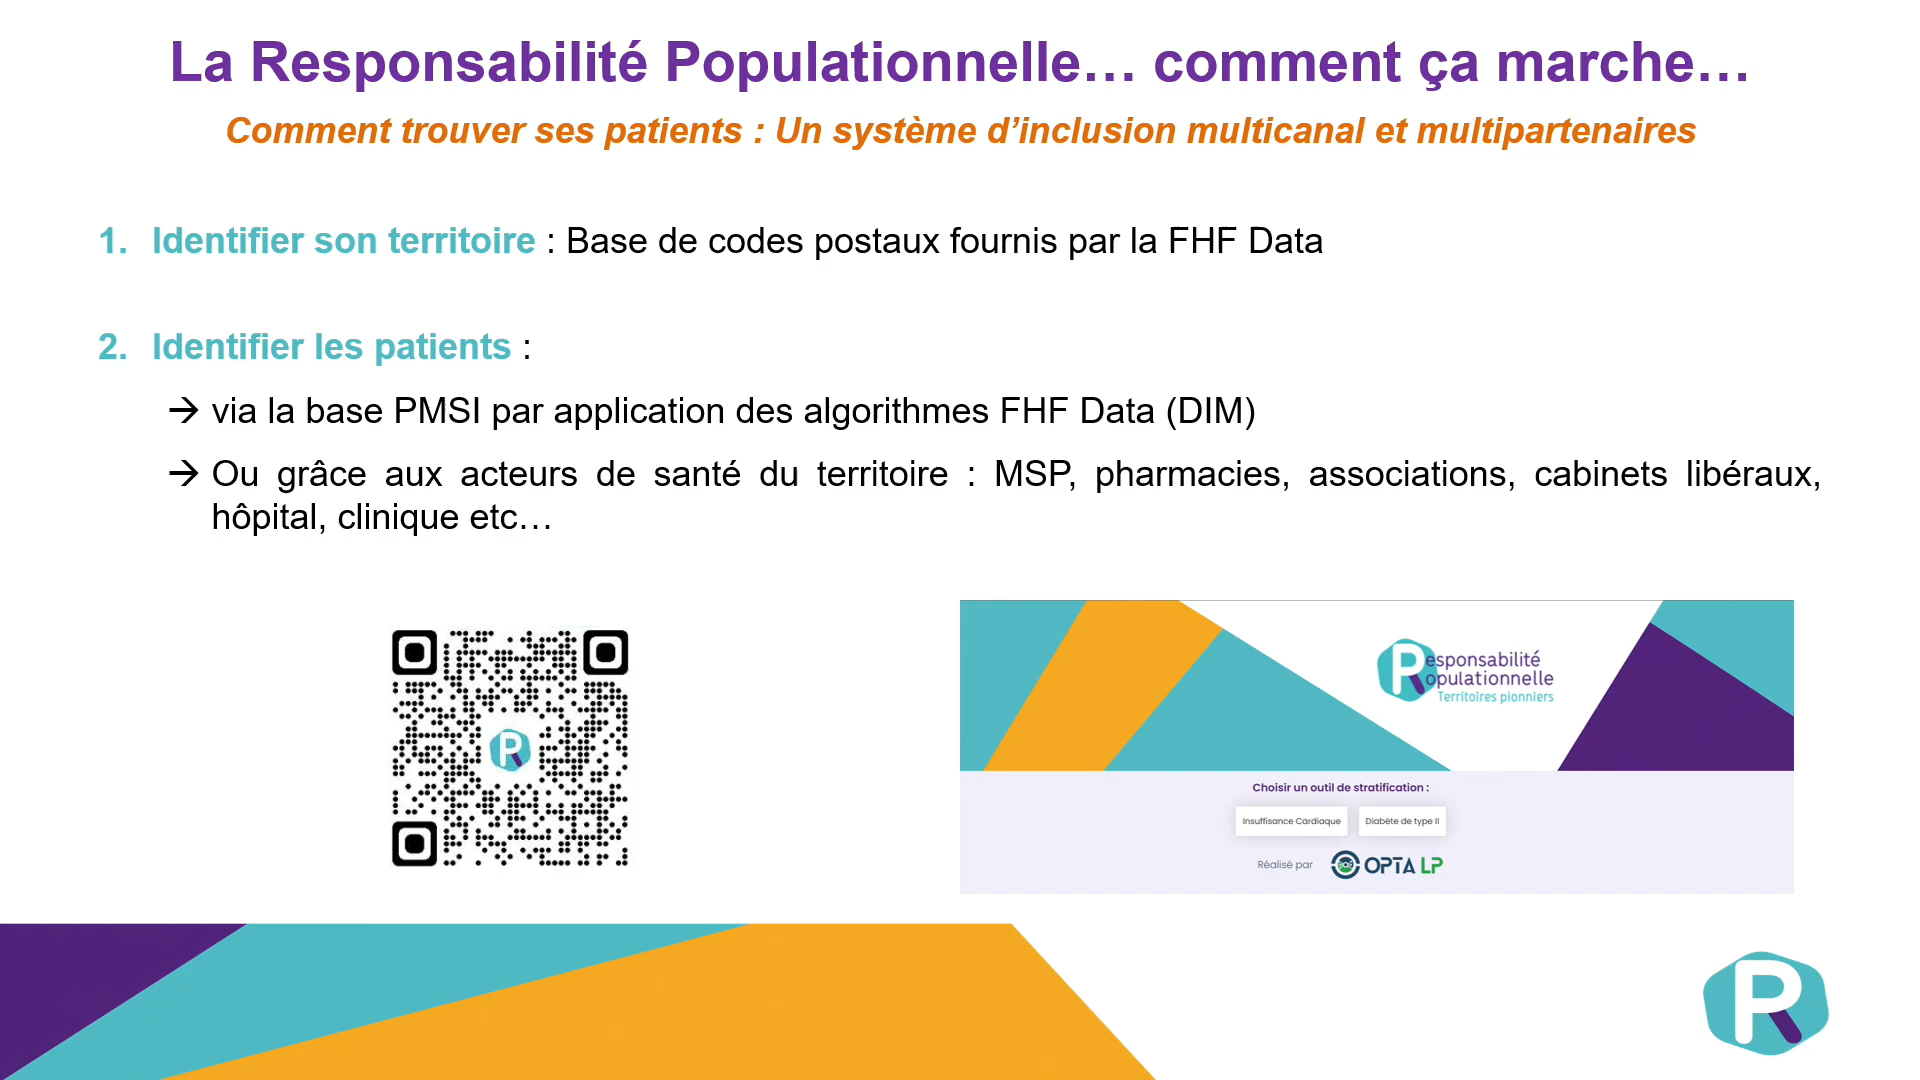 La Responsabilité Populationnelle… comment ça marche…
Comment trouver ses patients : Un système d’inclusion multicanal et multipartenaires
1. Identifier son territoire : Base de codes postaux fournis par la FHF Data
2. Identifier les patients :
→ via la base PMSI par application des algorithmes FHF Data (DIM)
→ Ou grâce aux acteurs de santé du territoire : MSP, pharmacies, associations, cabinets libéraux,
hôpital, clinique etc…
Responsabilité
Populationnelle
Territoires pionniers
Choisir un outil de stratification :
Insuffisance Cardiaque Diabète de type II
Réalisé par OPTA LP